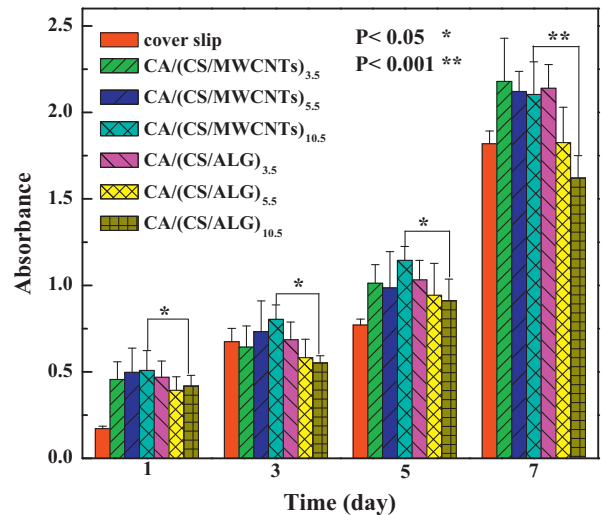 2.5
2.0
1.5
1.0
0.5
0.0
Absorbance
cover slip
CA/(CS/MWCNTs)3.5
CA/(CS/MWCNTs)5.5
CA/(CS/MWCNTs)10.5
CA/(CS/ALG)3.5
CA/(CS/ALG)5.5
CA/(CS/ALG)10.5
P< 0.05 *
P< 0.001 **
*
*
*
**
1 3 5 7
Time (day)